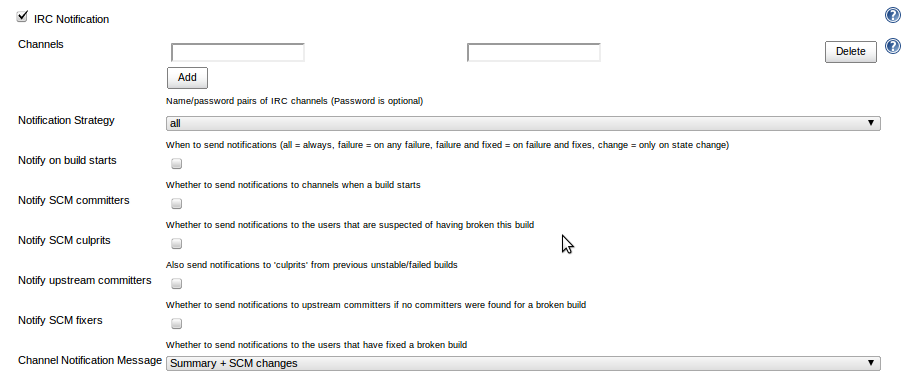 IRC Notification
Channels
Delete
Add
Name/password pairs of IRC channels (Password is optional)
Notification Strategy
all
When to send notifications (all = always, failure = on any failure, failure and fixed = on failure and fixes, change = only on state change)
Notify on build starts
Whether to send notifications to channels when a build starts
Notify SCM committers
Whether to send notifications to the users that are suspected of having broken this build
Notify SCM culprits
Also send notifications to 'culprits' from previous unstable/failed builds
Notify upstream committers
Whether to send notifications to upstream committers if no committers were found for a broken build
Notify SCM fixers
Whether to send notifications to the users that have fixed a broken build
Channel Notification Message
Summary + SCM changes